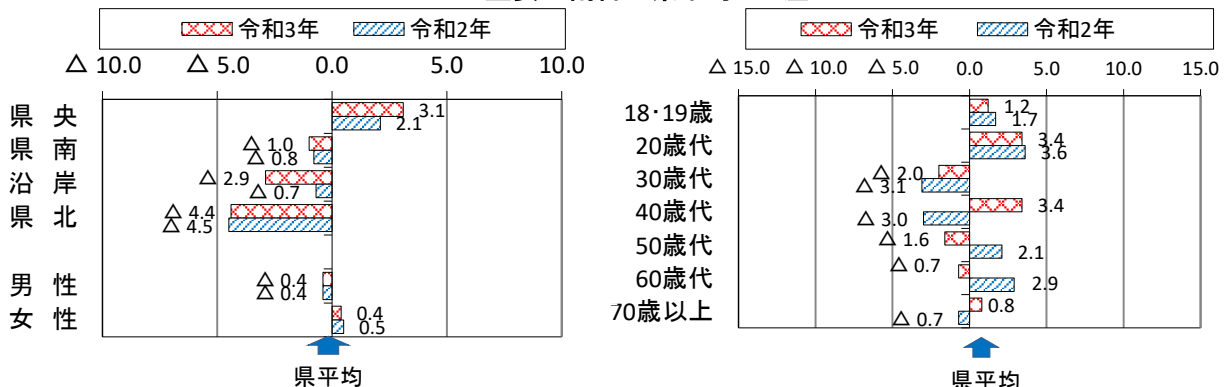 令和3年 令和2年
△ 10.0 △ 5.0 0.0 5.0 10.0
県 央 3.1
2.1
県 南 △ 1.0
△ 0.8
沿 岸 △ 2.9
△ 0.7
県 北 △ 4.4
△ 4.5
男 性 △ 0.4
△ 0.4
女 性 0.4
0.5
県平均
令和3年 令和2年
△ 15.0 △ 10.0 △ 5.0 0.0 5.0 10.0 15.0
18･19歳 1.2
1.7
20歳代 3.4
3.6
30歳代 △ 2.0
△ 3.1
40歳代 3.4
△ 3.0
50歳代 △ 1.6
2.1
60歳代 △ 0.7
2.9
70歳以上 0.8
△ 0.7
県平均